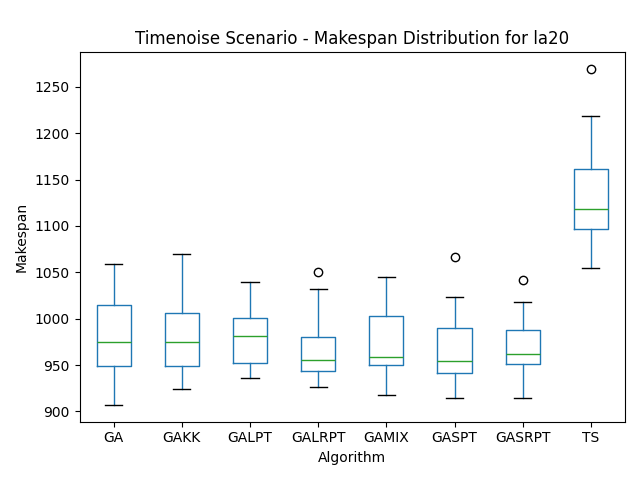 Timenoise Scenario - Makespan Distribution for la20
1250
1200
1150
1100
1050
1000
950
900
Makespan
GA GAKK GALPT GALRPT GAMIX GASPT GASRPT TS
Algorithm